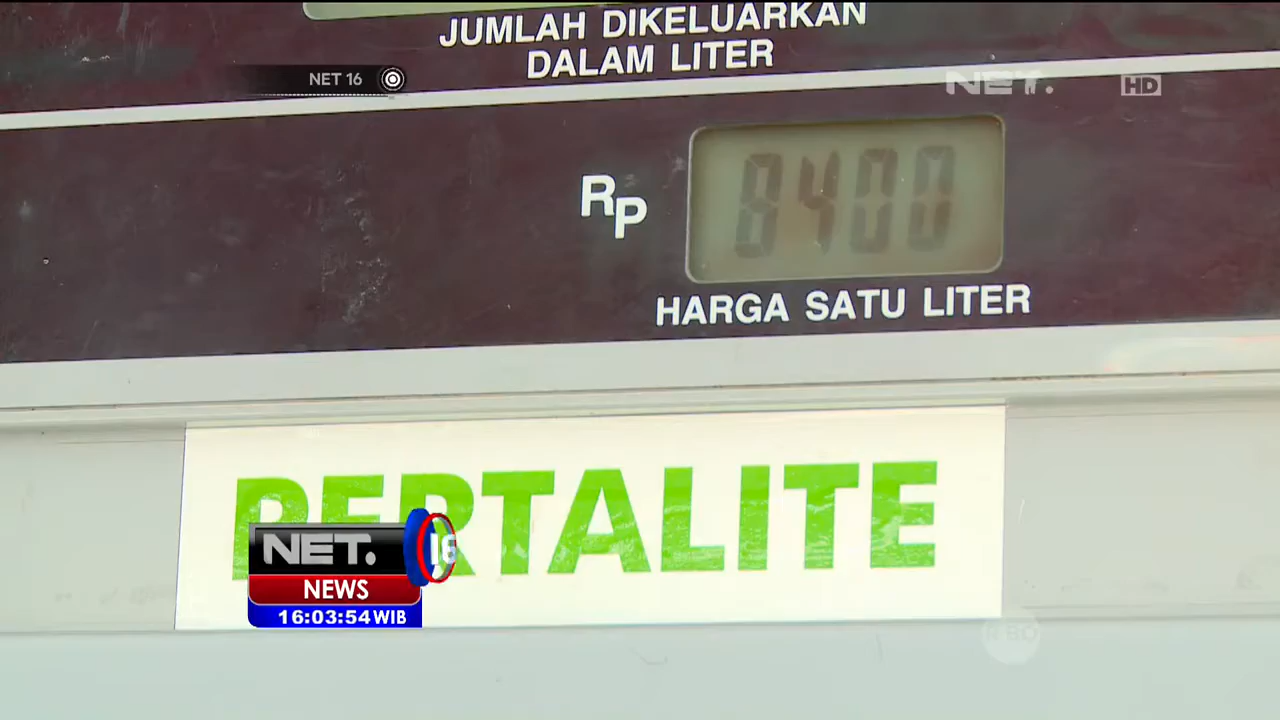 JUMLAH DIKELUARKAN
DALAM LITER
NET 16
NET.
HD
RP
8400
HARGA SATU LITER
PERTALITE
NET.
16
NEWS
16:03:54 WIB